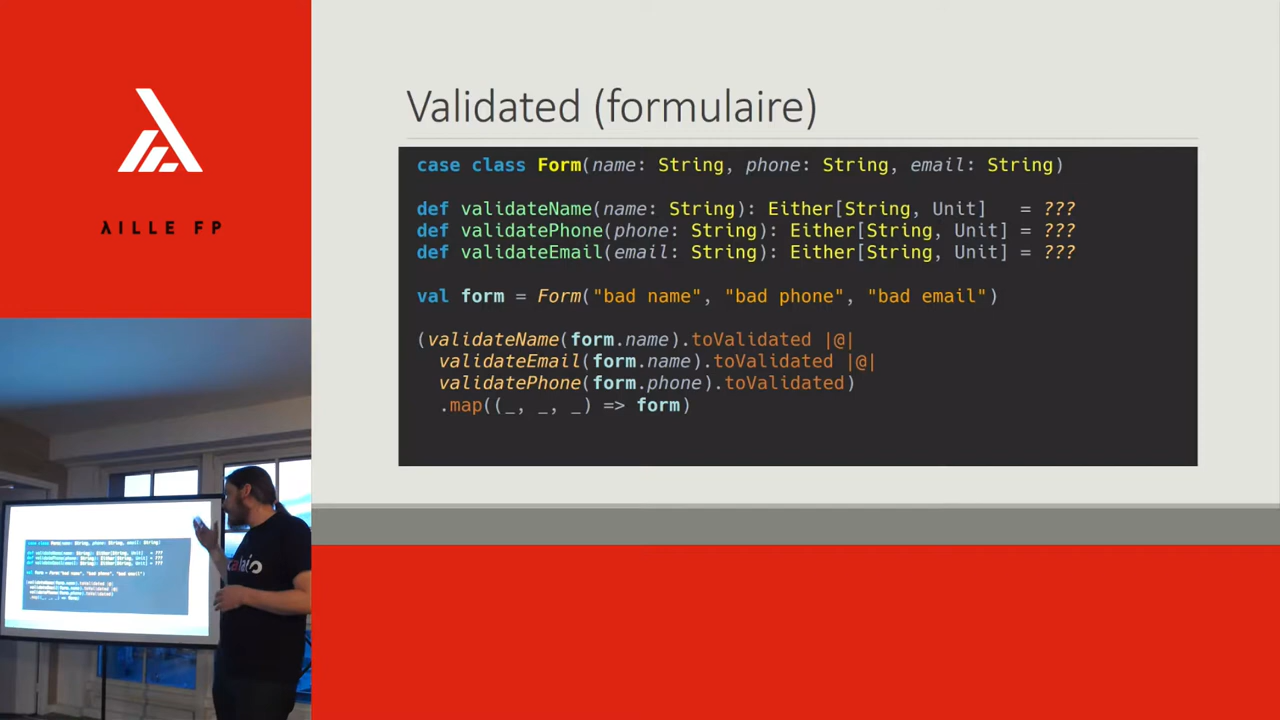 λILLE FP
Validated (formulaire)
case class Form(name: String, phone: String, email: String)
def validateName(name: String): Either[String, Unit]   = ???
def validatePhone(phone: String): Either[String, Unit] = ???
def validateEmail(email: String): Either[String, Unit] = ???
val form = Form("bad name", "bad phone", "bad email")
(validateName(form.name).toValidated |@|
  validateEmail(form.name).toValidated |@|
  validatePhone(form.phone).toValidated)
  .map((_, _, _) => form)